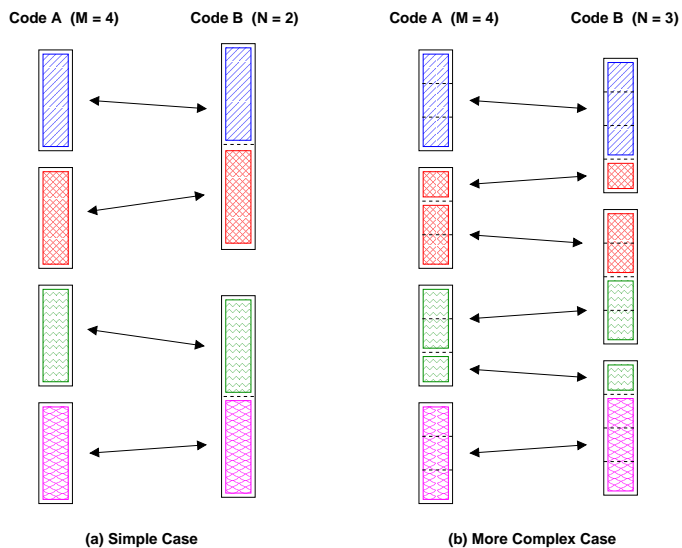 Code A (M = 4)
Code B (N = 2)
Code A (M = 4)
Code B (N = 3)
(a) Simple Case
(b) More Complex Case